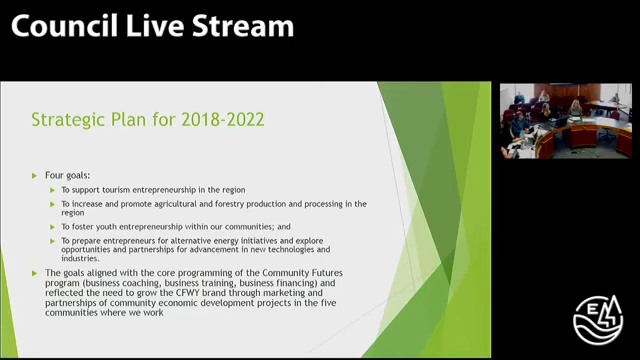 Council Live Stream
Strategic Plan for 2018-2022
Four goals:
To support tourism entrepreneurship in the region
To increase and promote agricultural and forestry production and processing in the
region
To foster youth entrepreneurship within our communities; and
To prepare entrepreneurs for alternative energy initiatives and explore
opportunities and partnerships for advancement in new technologies and
industries.
The goals aligned with the core programming of the Community Futures
program (business coaching, business training, business financing) and
reflected the need to grow the CFWY brand through marketing and
partnerships of community economic development projects in the five
communities where we work